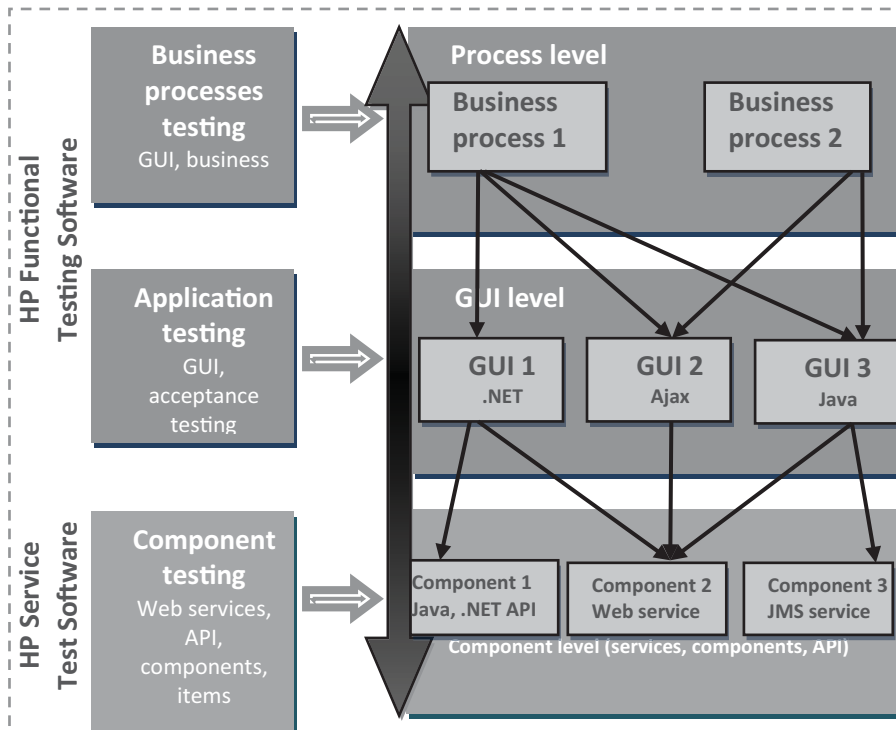 HP Functional
Testing Software
HP Service
Test Software
Business
processes
testing
GUI, business
Application
testing
GUI,
acceptance
testing
Component
testing
Web services,
API,
components,
items
Process level
Business
process 1
Business
process 2
GUI level
GUI 1
.NET
GUI 2
Ajax
GUI 3
Java
Component 1
Java, .NET API
Component 2
Web service
Component 3
JMS service
Component level (services, components, API)